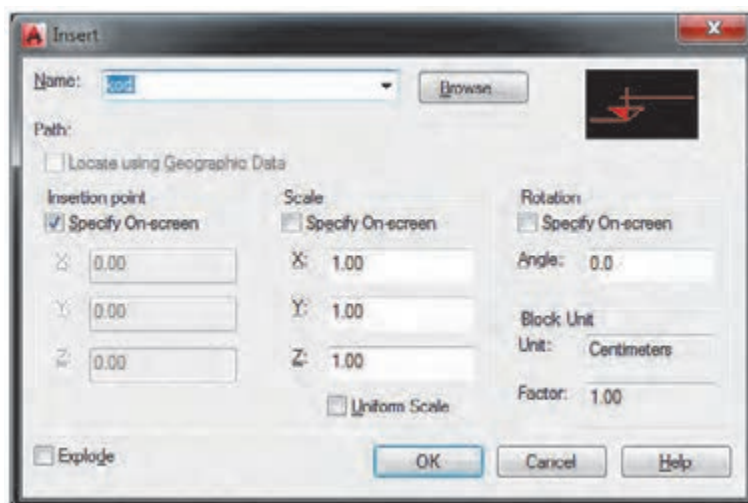 Insert
Name: kod Browse
Path:
Locate using Geographic Data
Insertion point Scale Rotation
Specify On-screen Specify On-screen Specify On-screen
X: 0.00 X: 1.00 Angle: 0.0
Y: 0.00 Y: 1.00 Block Unit
Unit: Centimeters
Z: 0.00 Z: 1.00
Factor: 1.00
Uniform Scale
Explode OK Cancel Help